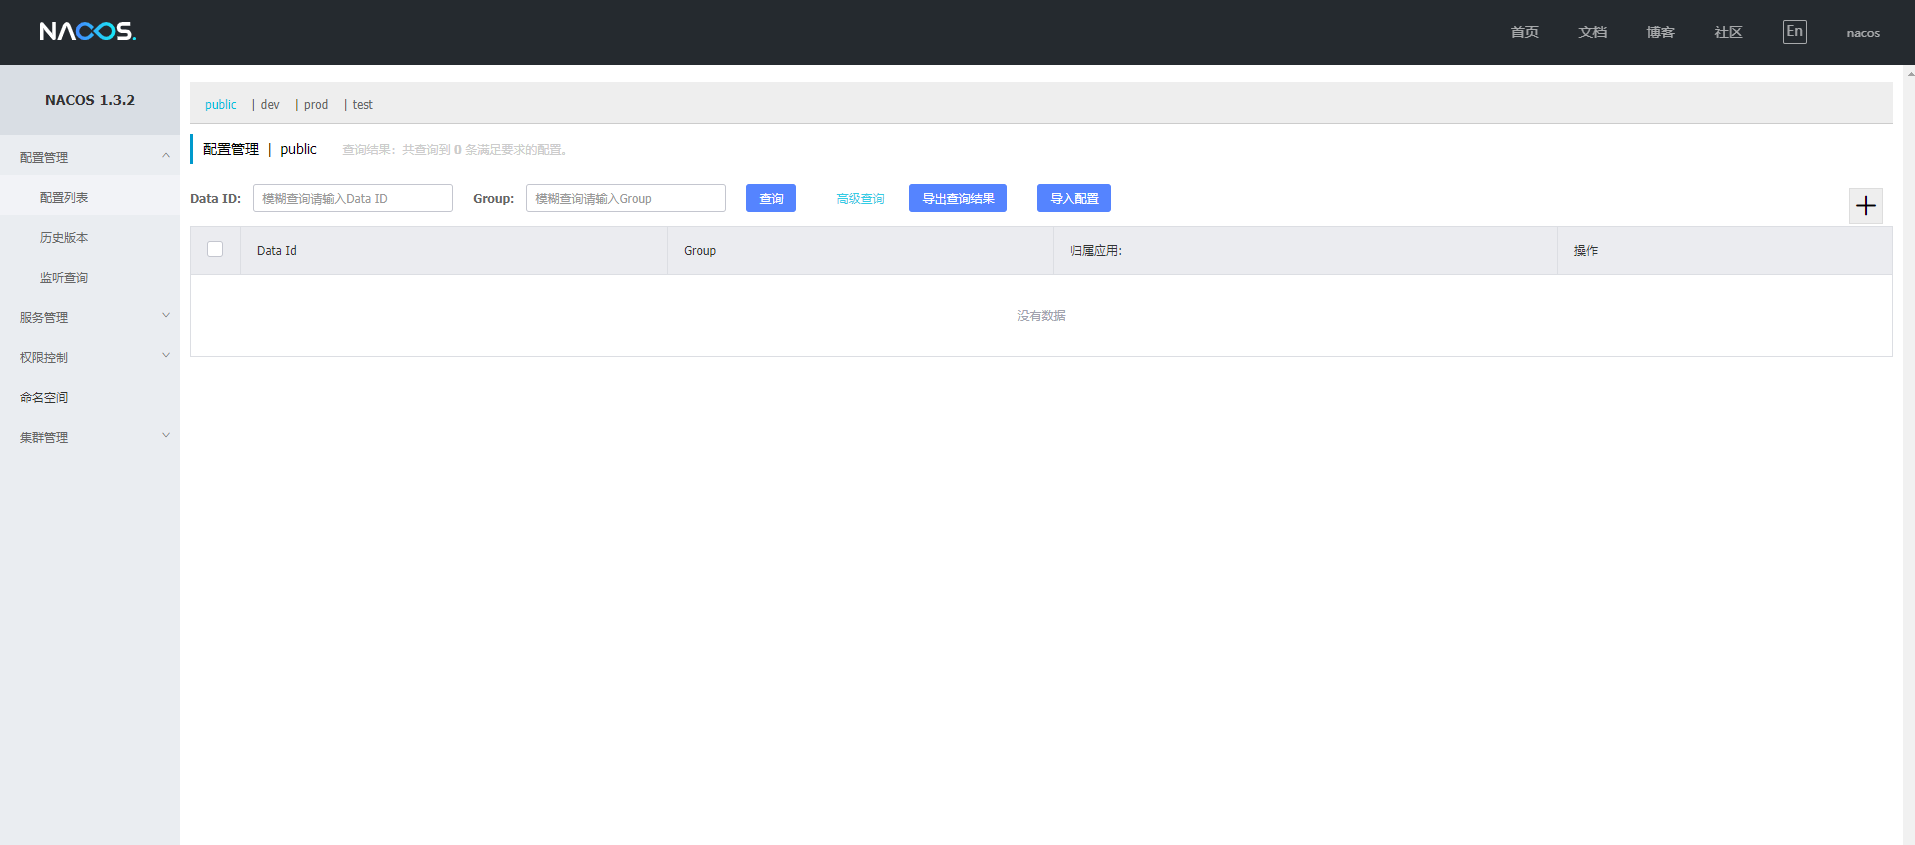 NACOS.
首页 文档 博客 社区 En nacos
NACOS 1.3.2
配置管理
配置列表
历史版本
监听查询
服务管理
权限控制
命名空间
集群管理
public | dev | prod | test
配置管理 | public 查询结果：共查询到 0 条满足要求的配置。
Data ID: 模糊查询请输入Data ID Group: 模糊查询请输入Group 查询 高级查询 导出查询结果 导入配置
Data Id Group 归属应用: 操作
没有数据